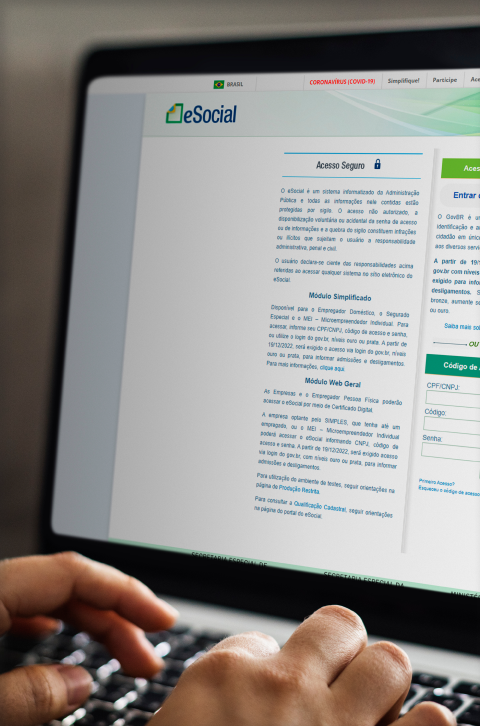 BRASIL CORONAVÍRUS (COVID-19) Simplifique! Participe
eSocial
Acesso Seguro
O eSocial é um sistema informatizado da Administração
Pública e todas as informações nele contidas estão
protegidas por sigilo. O acesso não autorizado, a
disponibilização voluntária ou acidental da senha de acesso
ou de informações e a quebra do sigilo constituem infrações
ou ilícitos que sujeitam o usuário a responsabilidade
administrativa, penal e civil.
O usuário declara-se ciente das responsabilidades acima
referidas ao acessar qualquer sistema no sítio eletrônico do
eSocial.
Módulo Simplificado
Disponível para o Empregador Doméstico, o Segurado
Especial e o MEI – Microempreendedor Individual. Para
acessar, informe seu CPF/CNPJ, código de acesso e senha,
ou utilize o login do gov.br, níveis ouro ou prata. A partir de
19/12/2022, será exigido o acesso via login do gov.br, níveis
ouro ou prata, para informar admissões e desligamentos.
Para mais informações, clique aqui.
Módulo Web Geral
As Empresas e o Empregador Pessoa Física poderão
acessar o eSocial por meio de Certificado Digital.
A empresa optante pelo SIMPLES, que tenha até um
empregado, ou o MEI – Microempreendedor Individual
poderá acessar o eSocial informando CNPJ, código de
acesso e senha. A partir de 19/12/2022, será exigido acesso
via login do gov.br, com níveis ouro ou prata, para informar
admissões e desligamentos.
Para utilização do ambiente de testes, seguir orientações na
página de Produção Restrita.
Para consultar a Qualificação Cadastral, seguir orientações
na página do portal do eSocial.
Entrar
O GovBR é
identificação e
cidadão em
aos diversos
A partir de
gov.br com níveis
exigido para
desligamentos.
bronze, aumente
ou ouro.
Saiba mais
OU
Código de
CPF/CNPJ:
Código:
Senha:
Primeiro Acesso?
Esqueceu o código de acesso